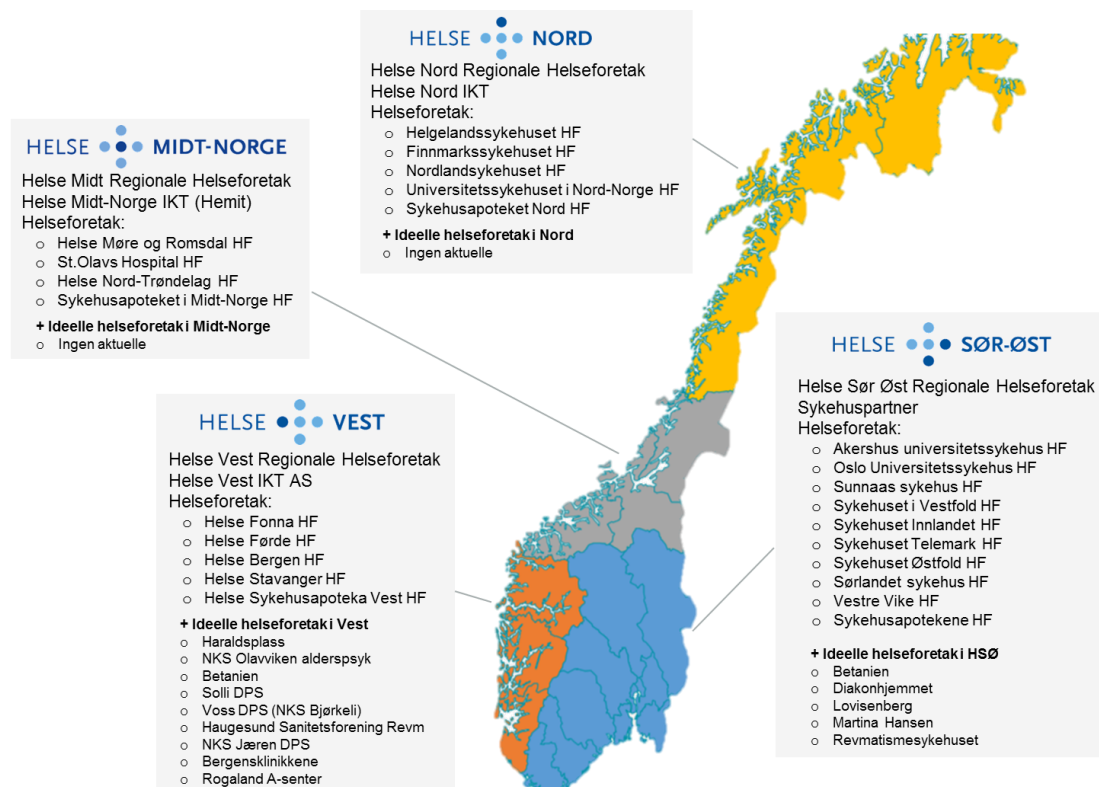 HELSE NORD
Helse Nord Regionale Helseforetak
Helse Nord IKT
Helseforetak:
o Helgelandssykehuset HF
o Finnmarkssykehuset HF
o Nordlandsykehuset HF
o Universitetssykehuset i Nord-Norge HF
o Sykehusapoteket Nord HF
+ Ideelle helseforetak i Nord
o Ingen aktuelle
HELSE MIDT-NORGE
Helse Midt Regionale Helseforetak
Helse Midt-Norge IKT (Hemit)
Helseforetak:
o Helse Møre og Romsdal HF
o St.Olavs Hospital HF
o Helse Nord-Trøndelag HF
o Sykehusapoteket i Midt-Norge HF
+ Ideelle helseforetak i Midt-Norge
o Ingen aktuelle
HELSE VEST
Helse Vest Regionale Helseforetak
Helse Vest IKT AS
Helseforetak:
o Helse Fonna HF
o Helse Førde HF
o Helse Bergen HF
o Helse Stavanger HF
o Helse Sykehusapoteka Vest HF
+ Ideelle helseforetak i Vest
o Haraldsplass
o NKS Olavviken alderspsyk
o Betanien
o Solli DPS
o Voss DPS (NKS Bjørkeli)
o Haugesund Sanitetsforening Revm
o NKS Jæren DPS
o Bergensklinikkene
o Rogaland A-senter
HELSE SØR-ØST
Helse Sør Øst Regionale Helseforetak
Sykehuspartner
Helseforetak:
o Akershus universitetssykehus HF
o Oslo Universitetssykehus HF
o Sunnaas sykehus HF
o Sykehuset i Vestfold HF
o Sykehuset Innlandet HF
o Sykehuset Telemark HF
o Sykehuset Østfold HF
o Sørlandet sykehus HF
o Vestre Vike HF
o Sykehusapotekene HF
+ Ideelle helseforetak i HSØ
o Betanien
o Diakonhjemmet
o Lovisenberg
o Martina Hansen
o Revmatismesykehuset